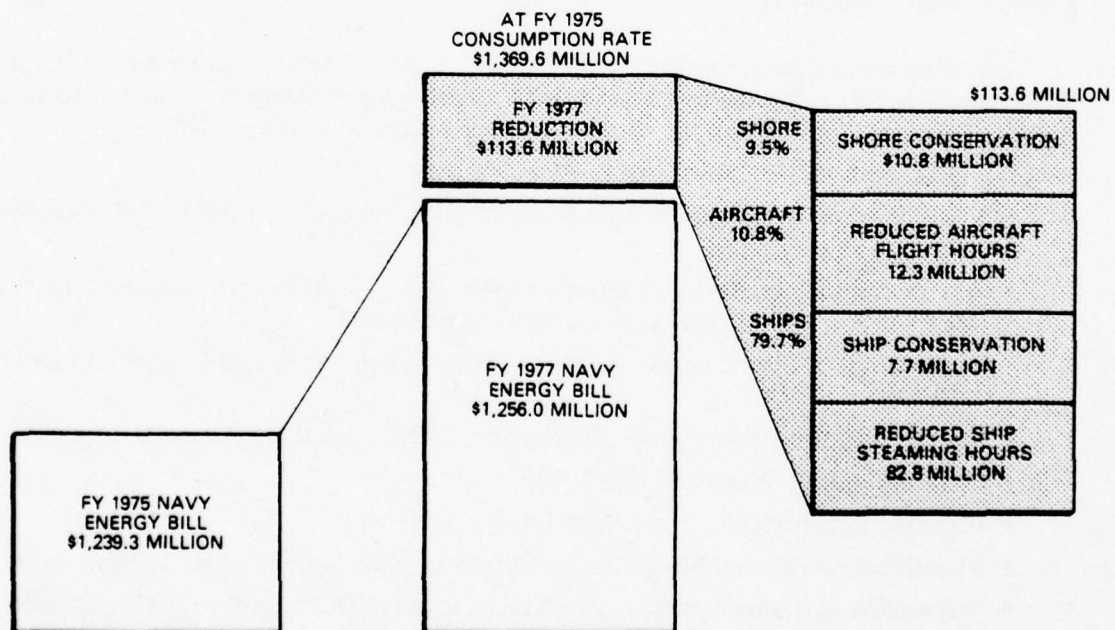 AT FY 1975
CONSUMPTION RATE
$1,369.6 MILLION
FY 1977
REDUCTION
$113.6 MILLION
SHORE
9.5%
AIRCRAFT
10.8%
SHIPS
79.7%
$113.6 MILLION
SHORE CONSERVATION
$10.8 MILLION
REDUCED AIRCRAFT
FLIGHT HOURS
12.3 MILLION
SHIP CONSERVATION
7.7 MILLION
REDUCED SHIP
STEAMING HOURS
82.8 MILLION
FY 1977 NAVY
ENERGY BILL
$1,256.0 MILLION
FY 1975 NAVY
ENERGY BILL
$1,239.3 MILLION